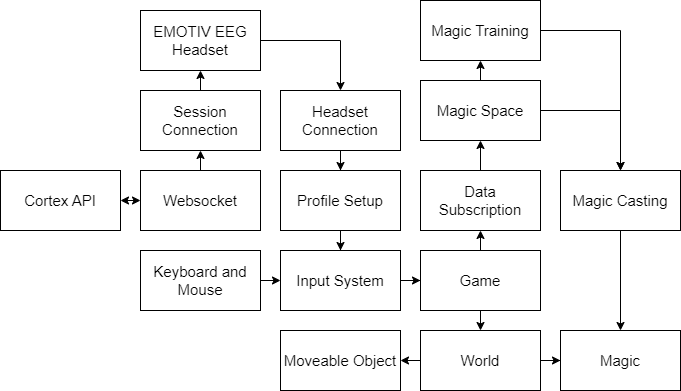 EMOTIV EEG
Headset
Magic Training
Session
Connection
Headset
Connection
Magic Space
Cortex API
Websocket
Profile Setup
Data
Subscription
Magic Casting
Keyboard and
Mouse
Input System
Game
Moveable Object
World
Magic